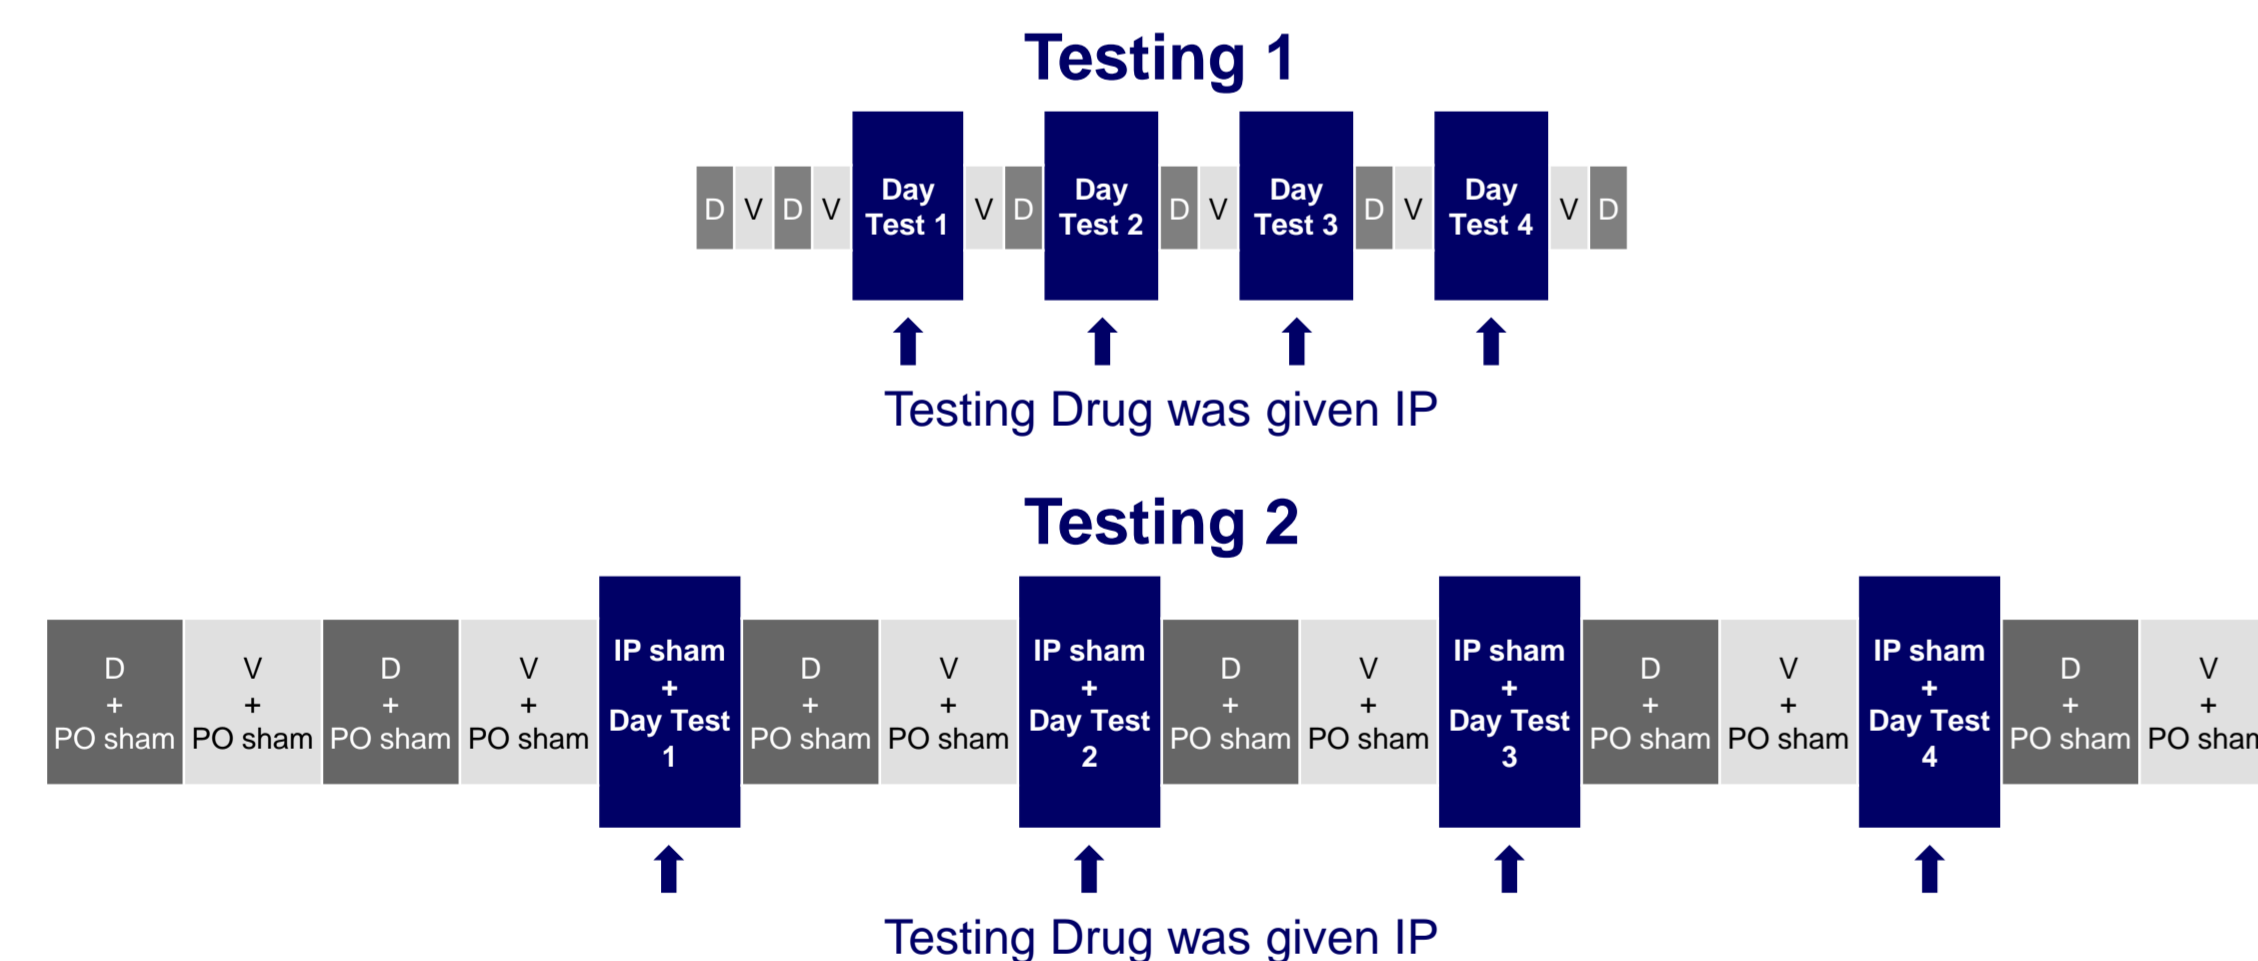 Testing 1
D V D V Day Test 1 V D Day Test 2 D V Day Test 3 D V Day Test 4 V D
Testing Drug was given IP
Testing 2
D + PO sham
V + PO sham
D + PO sham
V + PO sham
IP sham + Day Test 1
D + PO sham
V + PO sham
IP sham + Day Test 2
D + PO sham
V + PO sham
IP sham + Day Test 3
D + PO sham
V + PO sham
IP sham + Day Test 4
D + PO sham
V + PO sham
Testing Drug was given IP